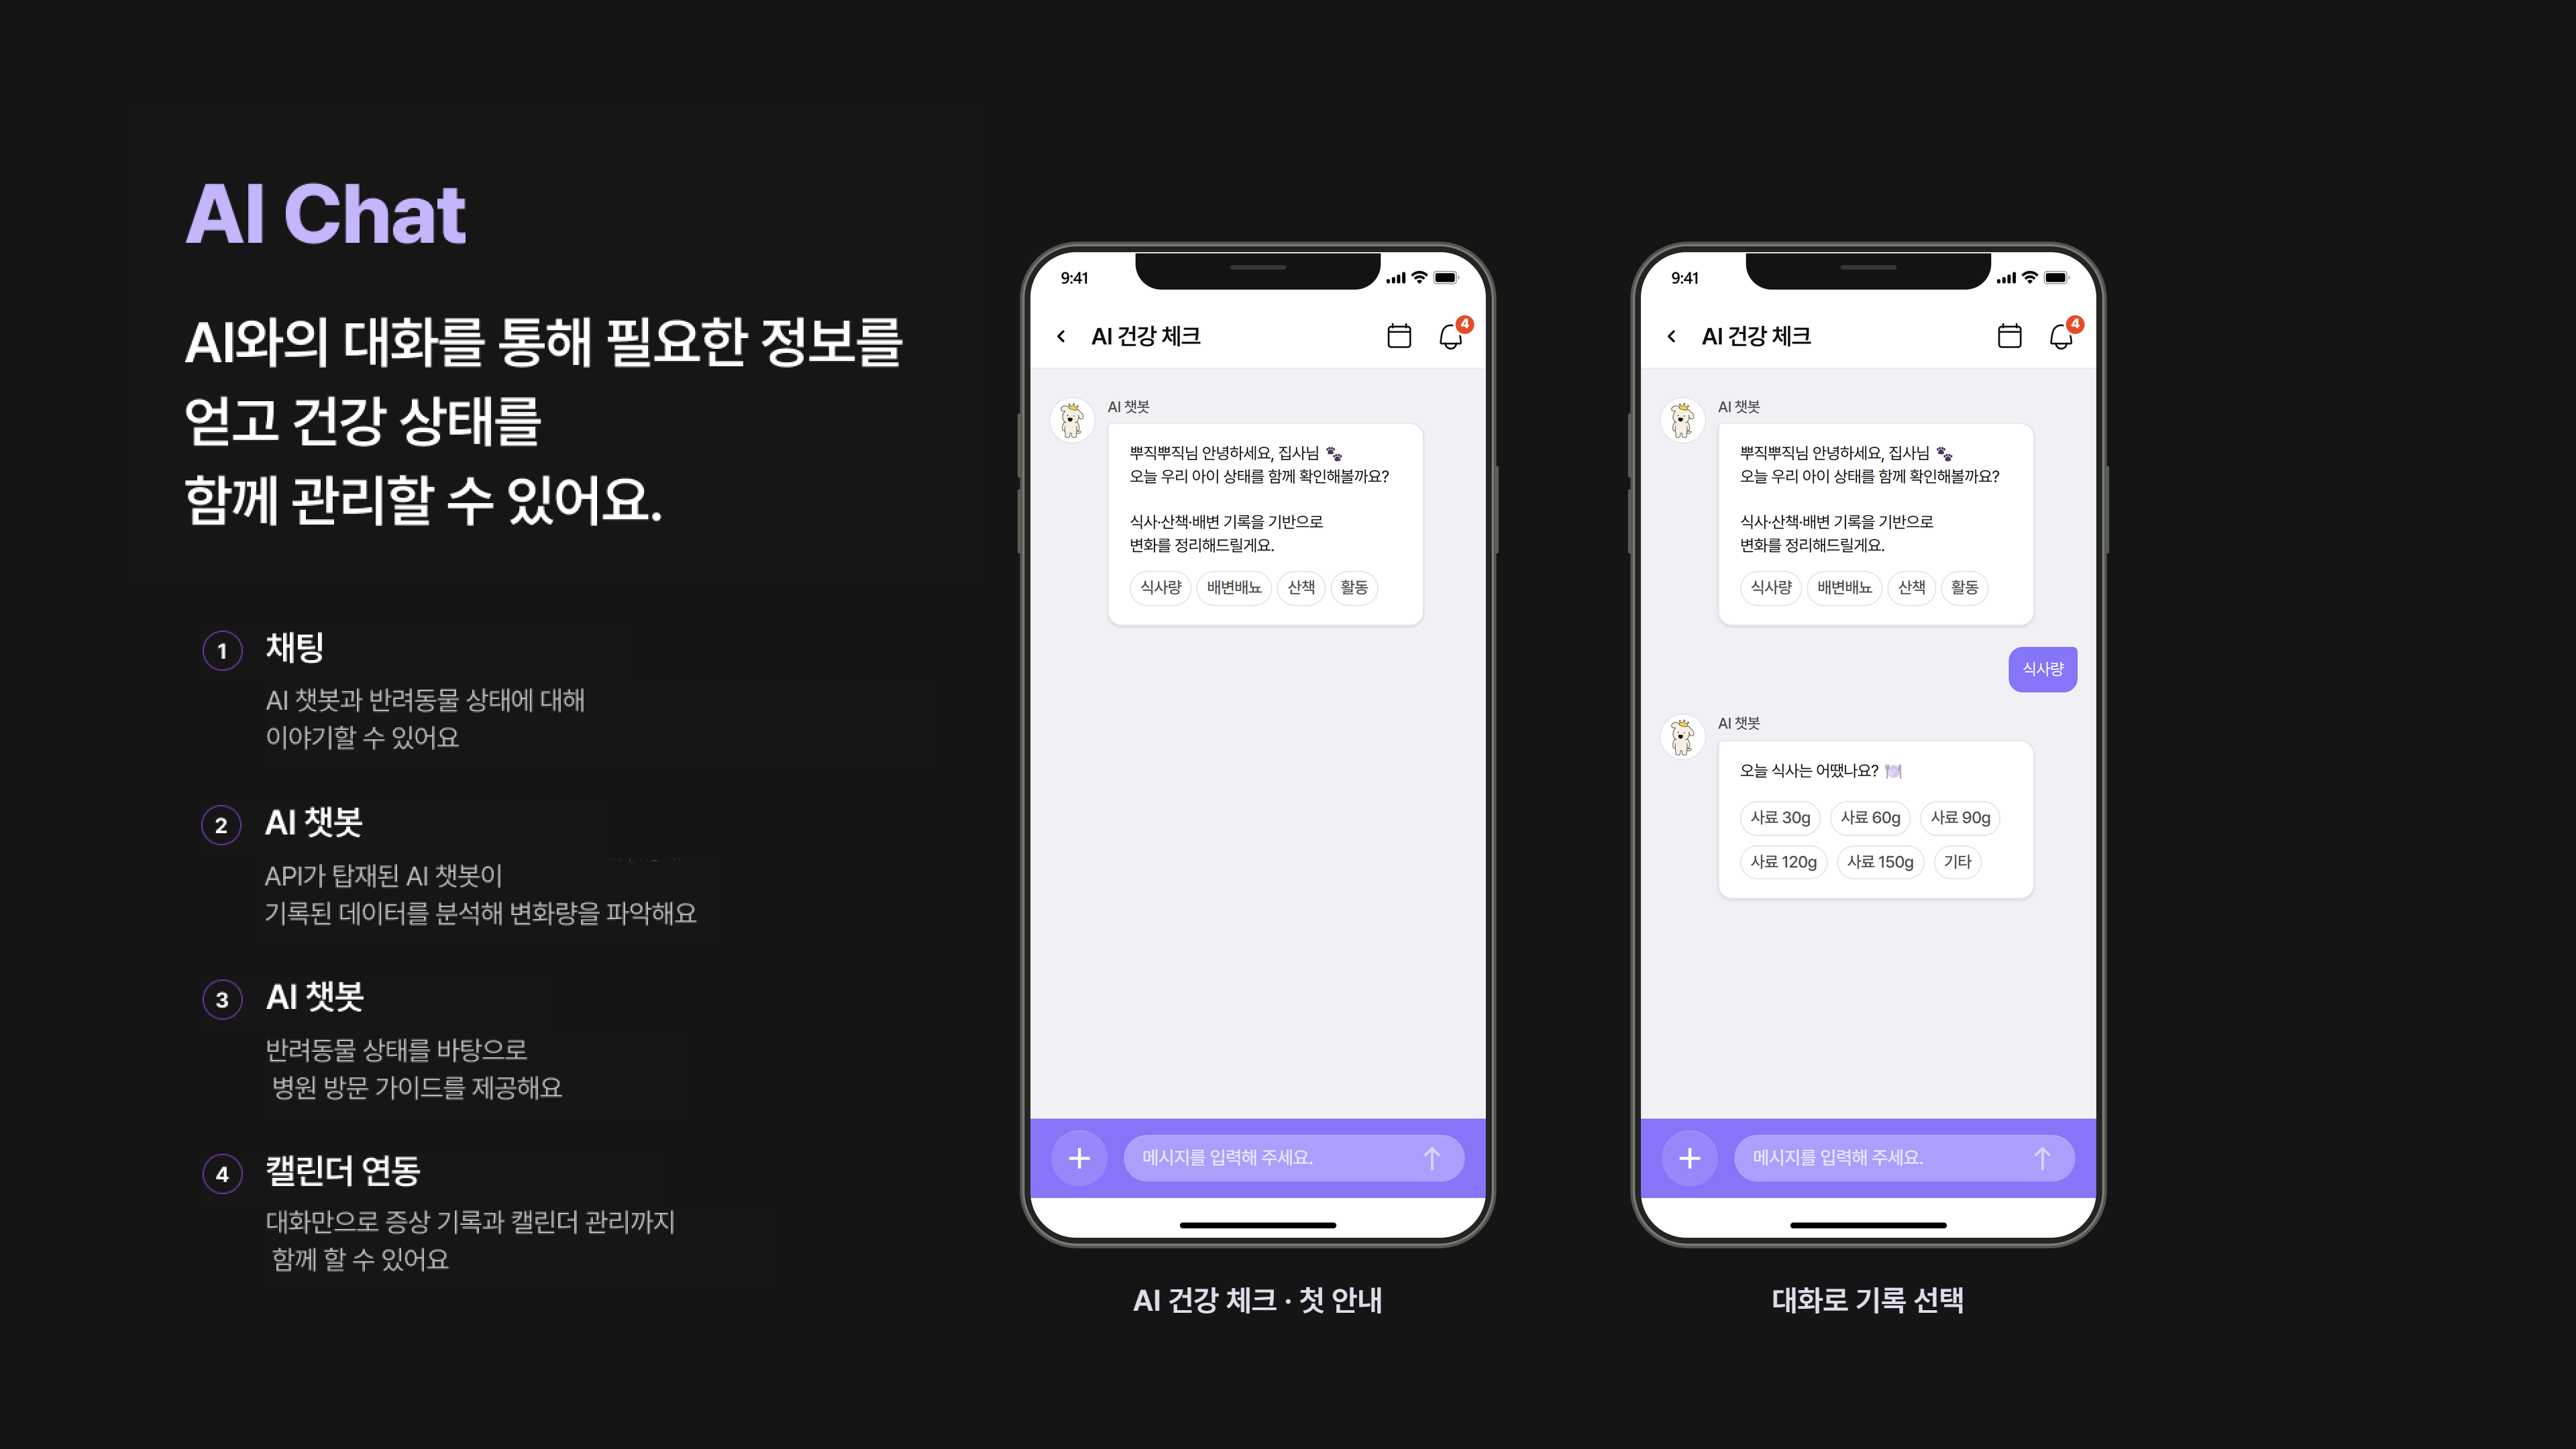 AI Chat
AI와의 대화를 통해 필요한 정보를
얻고 건강 상태를
함께 관리할 수 있어요.
1 채팅
AI 챗봇과 반려동물 상태에 대해
이야기할 수 있어요
2 AI 챗봇
API가 탑재된 AI 챗봇이
기록된 데이터를 분석해 변화량을 파악해요
3 AI 챗봇
반려동물 상태를 바탕으로
병원 방문 가이드를 제공해요
4 캘린더 연동
대화만으로 증상 기록과 캘린더 관리까지
함께 할 수 있어요
9:41
AI 건강 체크
4
AI 챗봇
뿌직뿌직님 안녕하세요, 집사님 🐾
오늘 우리 아이 상태를 함께 확인해볼까요?
식사·산책·배변 기록을 기반으로
변화를 정리해드릴게요.
식사량 배변배뇨 산책 활동
메시지를 입력해 주세요.
AI 건강 체크 · 첫 안내
9:41
AI 건강 체크
4
AI 챗봇
뿌직뿌직님 안녕하세요, 집사님 🐾
오늘 우리 아이 상태를 함께 확인해볼까요?
식사·산책·배변 기록을 기반으로
변화를 정리해드릴게요.
식사량 배변배뇨 산책 활동
식사량
AI 챗봇
오늘 식사는 어땠나요? 🍽️
사료 30g 사료 60g 사료 90g
사료 120g 사료 150g 기타
메시지를 입력해 주세요.
대화로 기록 선택